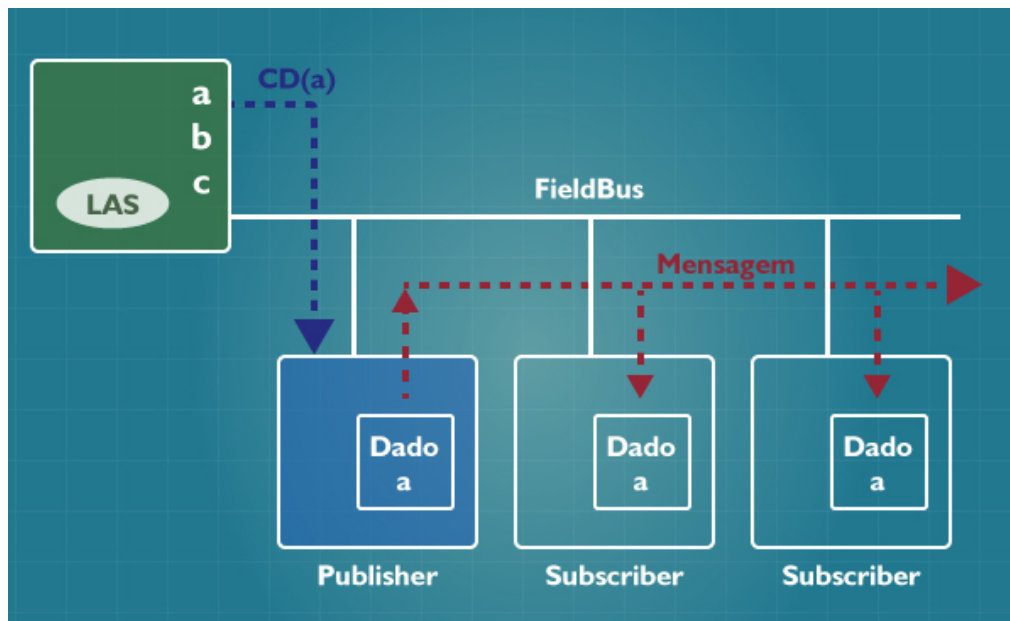 CD(a)
a
b
c
LAS
FieldBus
Mensagem
Dado
a
Dado
a
Dado
a
Publisher
Subscriber
Subscriber